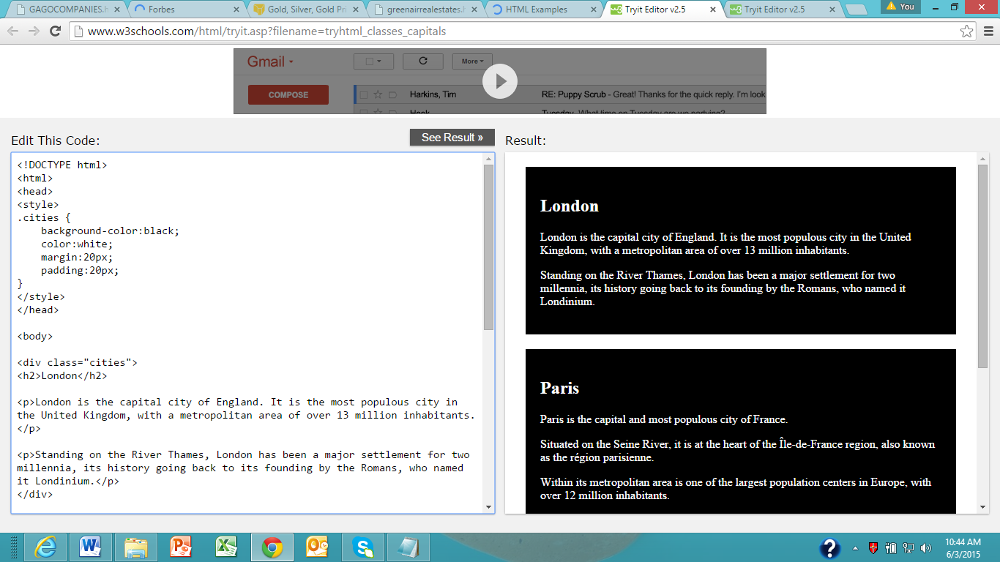 GAGOCOMPANIES.h
Forbes
Gold, Silver, Gold Pri
greenairrealestates.h
HTML Examples
Tryit Editor v2.5
Tryit Editor v2.5
You
www.w3schools.com/html/tryit.asp?filename=tryhtml_classes_capitals
Gmail
More
COMPOSE
Harkins, Tim
RE: Puppy Scrub - Great! Thanks for the quick reply. I'm look
Tuesday
What time on Tuesday are we partying?
Edit This Code:
See Result »
Result:
<!DOCTYPE html>
<html>
<head>
<style>
.cities {
    background-color:black;
    color:white;
    margin:20px;
    padding:20px;
}
</style>
</head>
<body>
<div class="cities">
<h2>London</h2>
<p>London is the capital city of England. It is the most populous city in
the United Kingdom, with a metropolitan area of over 13 million inhabitants.
</p>
<p>Standing on the River Thames, London has been a major settlement for two
millennia, its history going back to its founding by the Romans, who named
it Londinium.</p>
</div>
London
London is the capital city of England. It is the most populous city in the United
Kingdom, with a metropolitan area of over 13 million inhabitants.
Standing on the River Thames, London has been a major settlement for two
millennia, its history going back to its founding by the Romans, who named it
Londinium.
Paris
Paris is the capital and most populous city of France.
Situated on the Seine River, it is at the heart of the Île-de-France region, also known
as the région parisienne.
Within its metropolitan area is one of the largest population centers in Europe, with
over 12 million inhabitants.
10:44 AM
6/3/2015